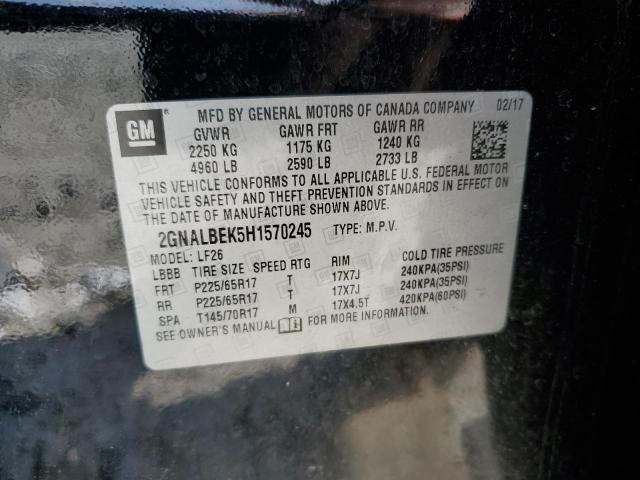 GM
MFD BY GENERAL MOTORS OF CANADA COMPANY 02/17
GVWR GAWR FRT GAWR RR
2250 KG 1175 KG 1240 KG
4960 LB 2590 LB 2733 LB
THIS VEHICLE CONFORMS TO ALL APPLICABLE U.S. FEDERAL MOTOR
VEHICLE SAFETY AND THEFT PREVENTION STANDARDS IN EFFECT ON
THE DATE OF MANUFACTURE SHOWN ABOVE.
2GNALBEK5H1570245 TYPE: M.P.V.
MODEL: LF26
LBBB TIRE SIZE SPEED RTG RIM COLD TIRE PRESSURE
FRT P225/65R17 T 17X7J 240KPA(35PSI)
RR P225/65R17 T 17X7J 240KPA(35PSI)
SPA T145/70R17 M 17X4.5T 420KPA(60PSI)
SEE OWNER'S MANUAL FOR MORE INFORMATION.